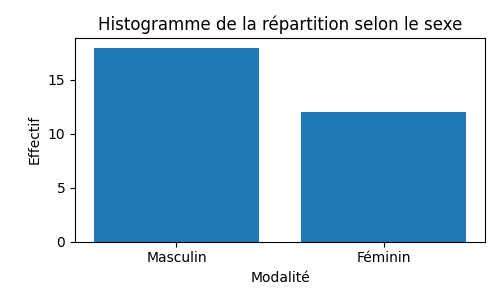 Histogramme de la répartition selon le sexe
Effectif
15
10
5
0
Masculin Féminin
Modalité